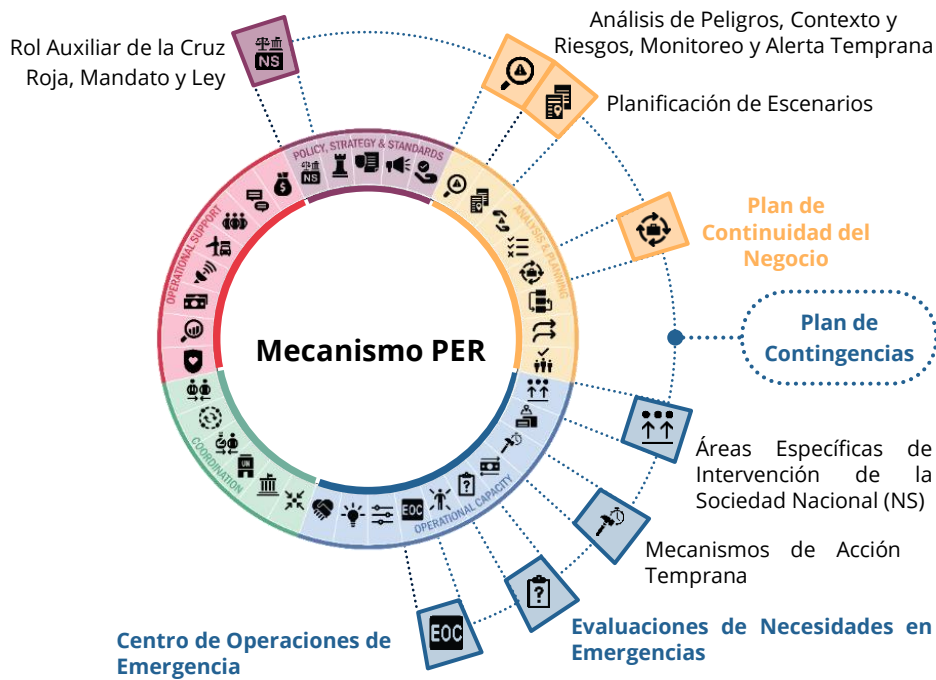 Análisis de Peligros, Contexto y
Riesgos, Monitoreo y Alerta Temprana
Rol Auxiliar de la Cruz
Roja, Mandato y Ley
NS
Planificación de Escenarios
POLICY, STRATEGY & STANDARDS
NS
OPERATIONAL SUPPORT
ANALYSIS & PLANNING
Plan de
Continuidad del
Negocio
Mecanismo PER
Plan de
Contingencias
COORDINATION
UN
EOC
OPERATIONAL CAPACITY
Áreas Específicas de
Intervención de la
Sociedad Nacional (NS)
Mecanismos de Acción
Temprana
EOC
Evaluaciones de Necesidades en
Emergencias
Centro de Operaciones de
Emergencia